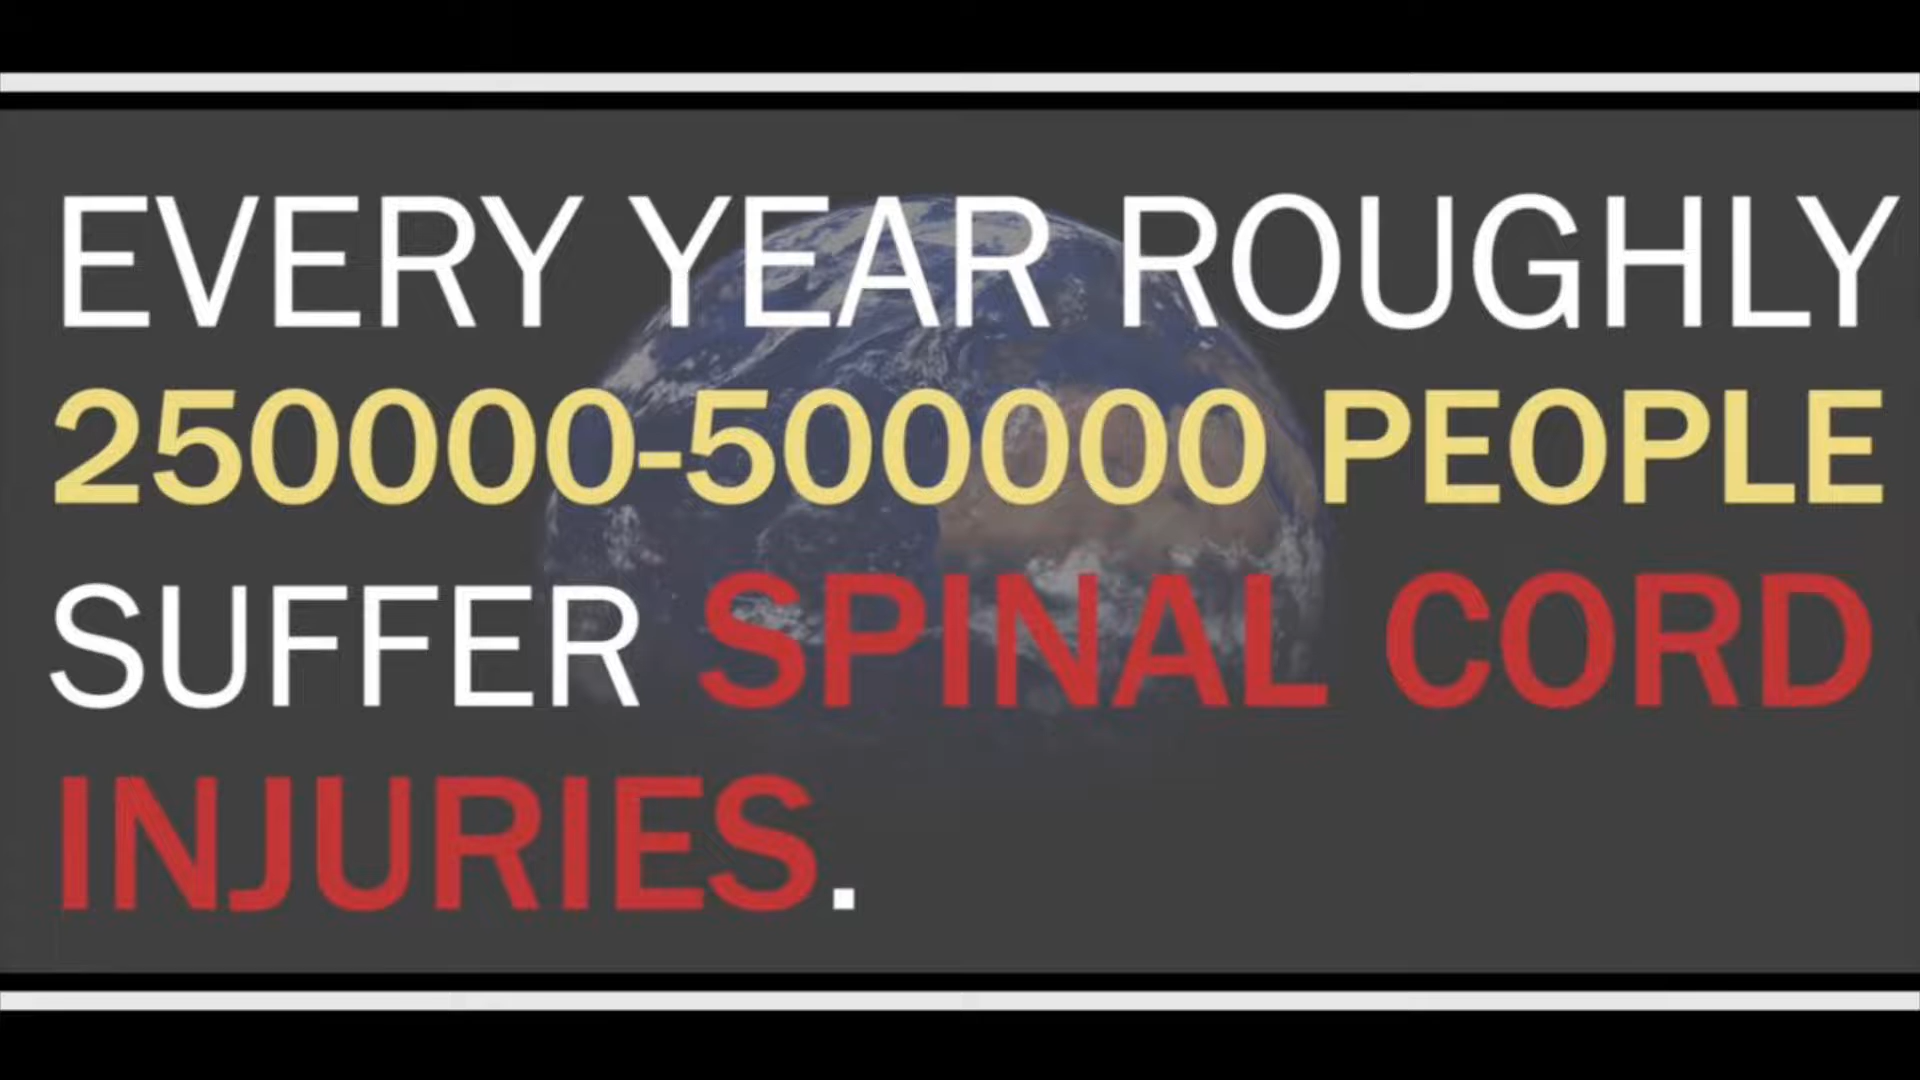 EVERY YEAR ROUGHLY
250000-500000 PEOPLE
SUFFER SPINAL CORD
INJURIES.